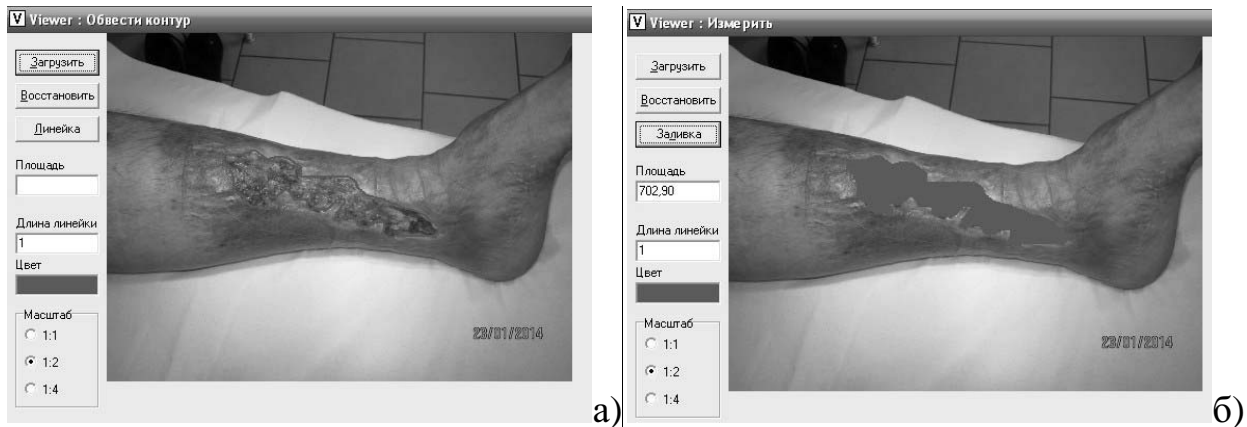 V Viewer : Обвести контур
Загрузить
Восстановить
Линейка
Площадь
Длина линейки
1
Цвет
Масштаб
1:1
1:2
1:4
23/01/2014
а)
V Viewer : Измерить
Загрузить
Восстановить
Заливка
Площадь
702,90
Длина линейки
1
Цвет
Масштаб
1:1
1:2
1:4
23/01/2014
б)